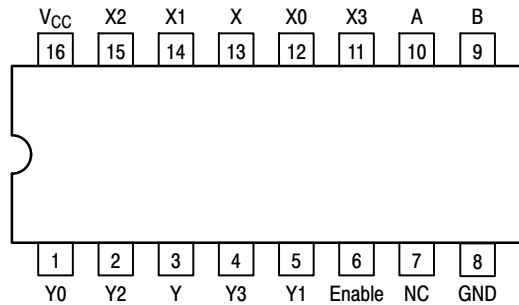 VCC X2 X1 X X0 X3 A B
16 15 14 13 12 11 10 9
1 2 3 4 5 6 7 8
Y0 Y2 Y Y3 Y1 Enable NC GND